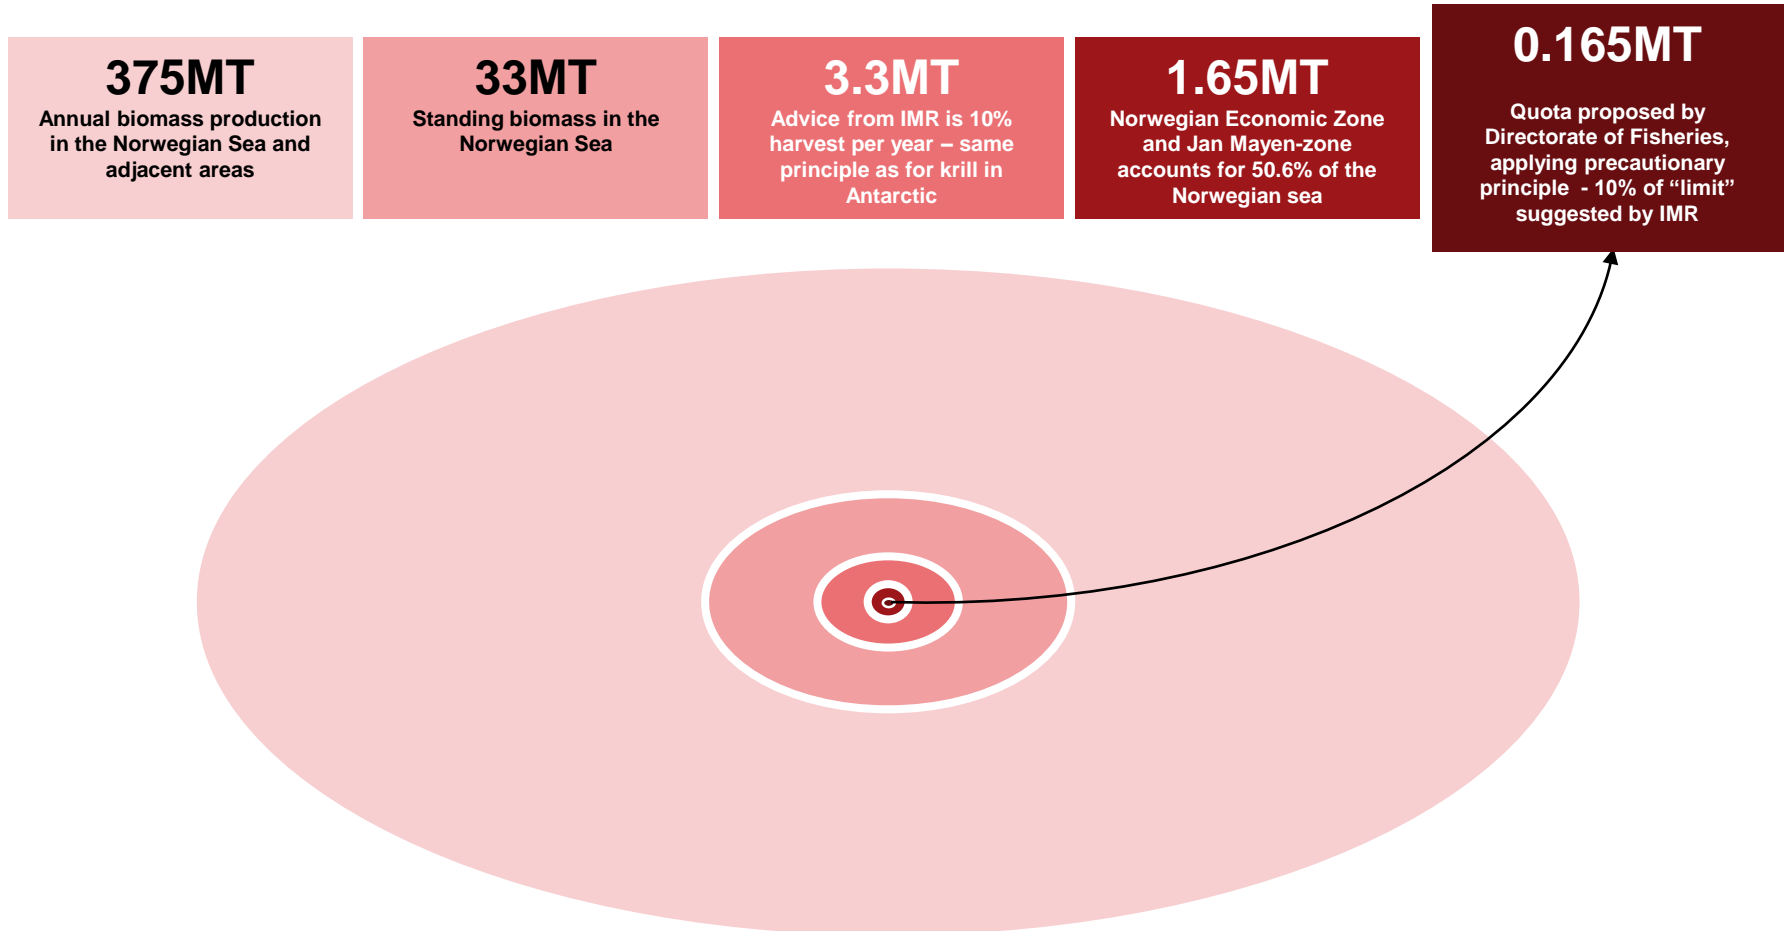 375MT
Annual biomass production
in the Norwegian Sea and
adjacent areas
33MT
Standing biomass in the
Norwegian Sea
3.3MT
Advice from IMR is 10%
harvest per year – same
principle as for krill in
Antarctic
1.65MT
Norwegian Economic Zone
and Jan Mayen-zone
accounts for 50.6% of the
Norwegian sea
0.165MT
Quota proposed by
Directorate of Fisheries,
applying precautionary
principle  - 10% of “limit”
suggested by IMR